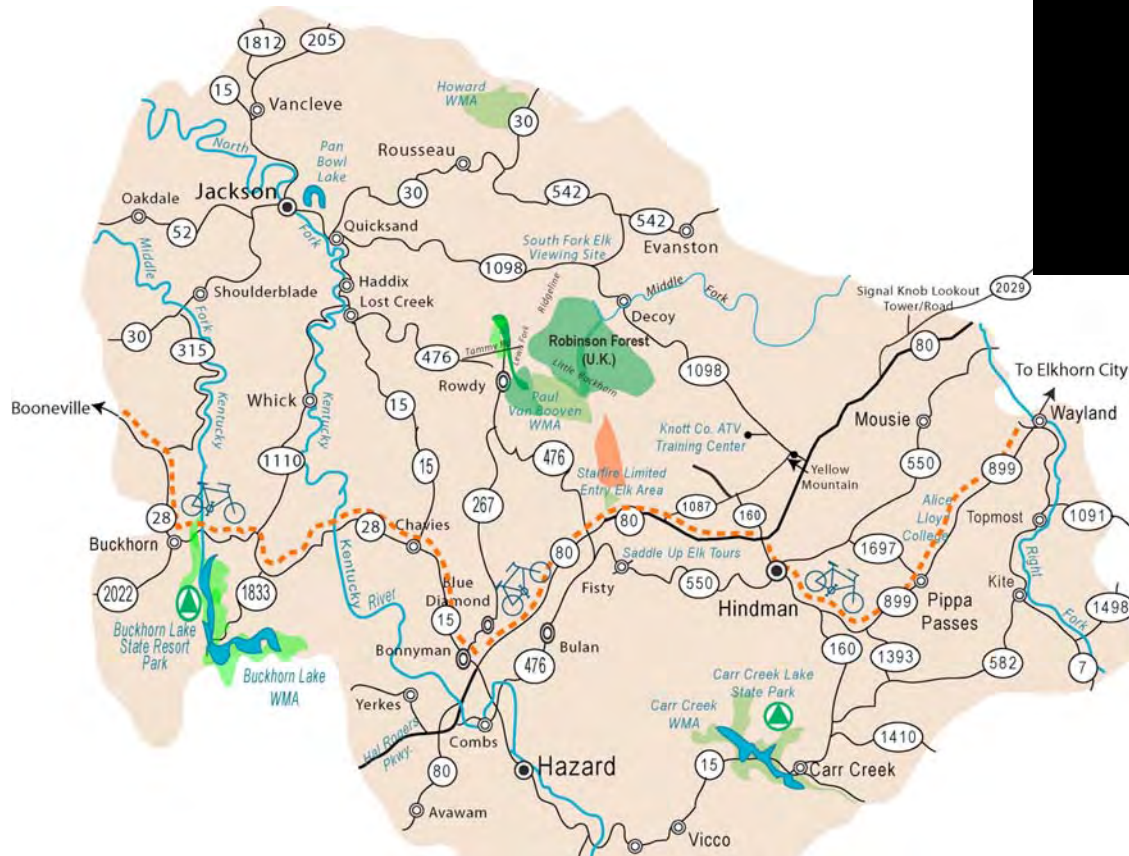 1812
205
15
Vancleve
Howard
WMA
30
North
Pan
Bowl
Lake
Rousseau
Jackson
30
542
Oakdale
52
Quicksand
542
Fork
Evanston
South Fork Elk
Viewing Site
Middle
1098
Haddix
Signal Knob Lookout
Tower/Road
2029
Shoulderblade
Lost Creek
Ridgeline
Middle
Fork
Decoy
Fork
30
315
476
Lewis Fork
Robinson Forest
(U.K.)
80
Rowdy
Little Buckhorn
1098
To Elkhorn City
Booneville
Whick
Kentucky
Kentucky
15
Paul
Van Booven
WMA
Mousie
Wayland
Knott Co. ATV
Training Center
1110
15
476
550
899
Starfire Limited
Entry Elk Area
Yellow
Mountain
267
1087
160
Alice
Lloyd
College
28
28
Chavies
80
Topmost
1091
Buckhorn
Kentucky
80
Saddle Up Elk Tours
1697
Right
Blue
Diamond
Fisty
550
Kite
2022
1833
River
Hindman
899
Pippa
Passes
Fork
1498
15
Buckhorn Lake
State Resort
Park
Bonnyman
Bulan
160
1393
582
7
476
Buckhorn Lake
WMA
Carr Creek Lake
State Park
Yerkes
Carr Creek
WMA
Hal Rogers
Pkwy.
Combs
1410
80
Hazard
15
Carr Creek
Avawam
Vicco